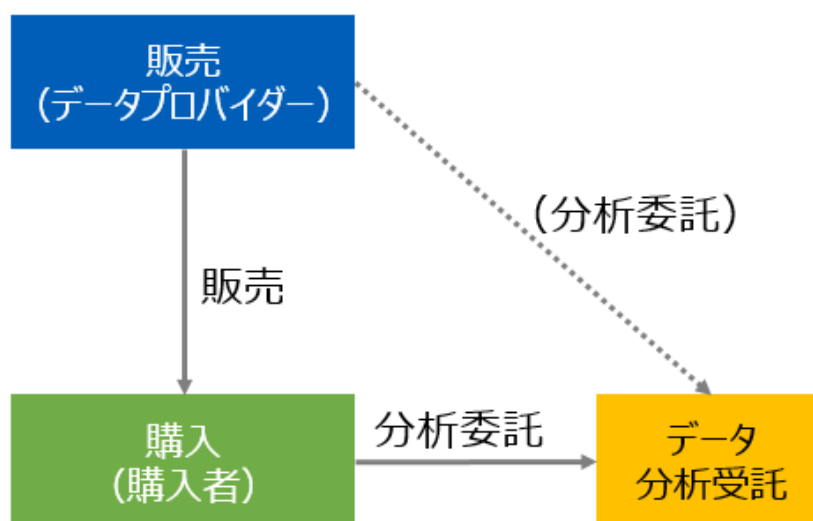 販売
（データプロバイダー）
（分析委託）
販売
購入
（購入者）
分析委託
データ
分析受託